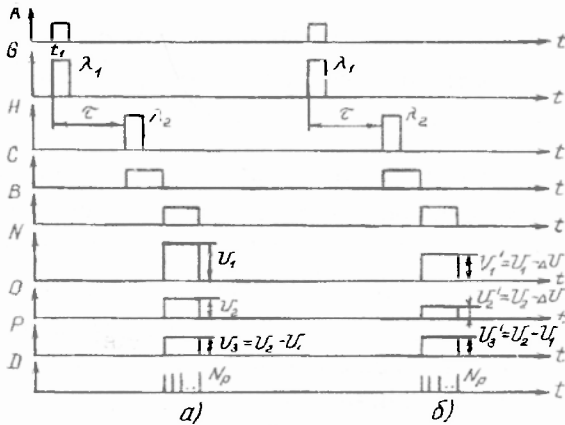 A
t
G
t₁
λ₁
λ₁
t
H
τ
λ₂
τ
λ₂
t
C
t
B
t
N
U₁
U₁'=U₁-ΔU
t
Q
U₂
U₂'=U₂-ΔU
t
P
U₃=U₂-U₁
U₃'=U₂-U₁
t
D
Nₚ
Nₚ
t
а)
б)